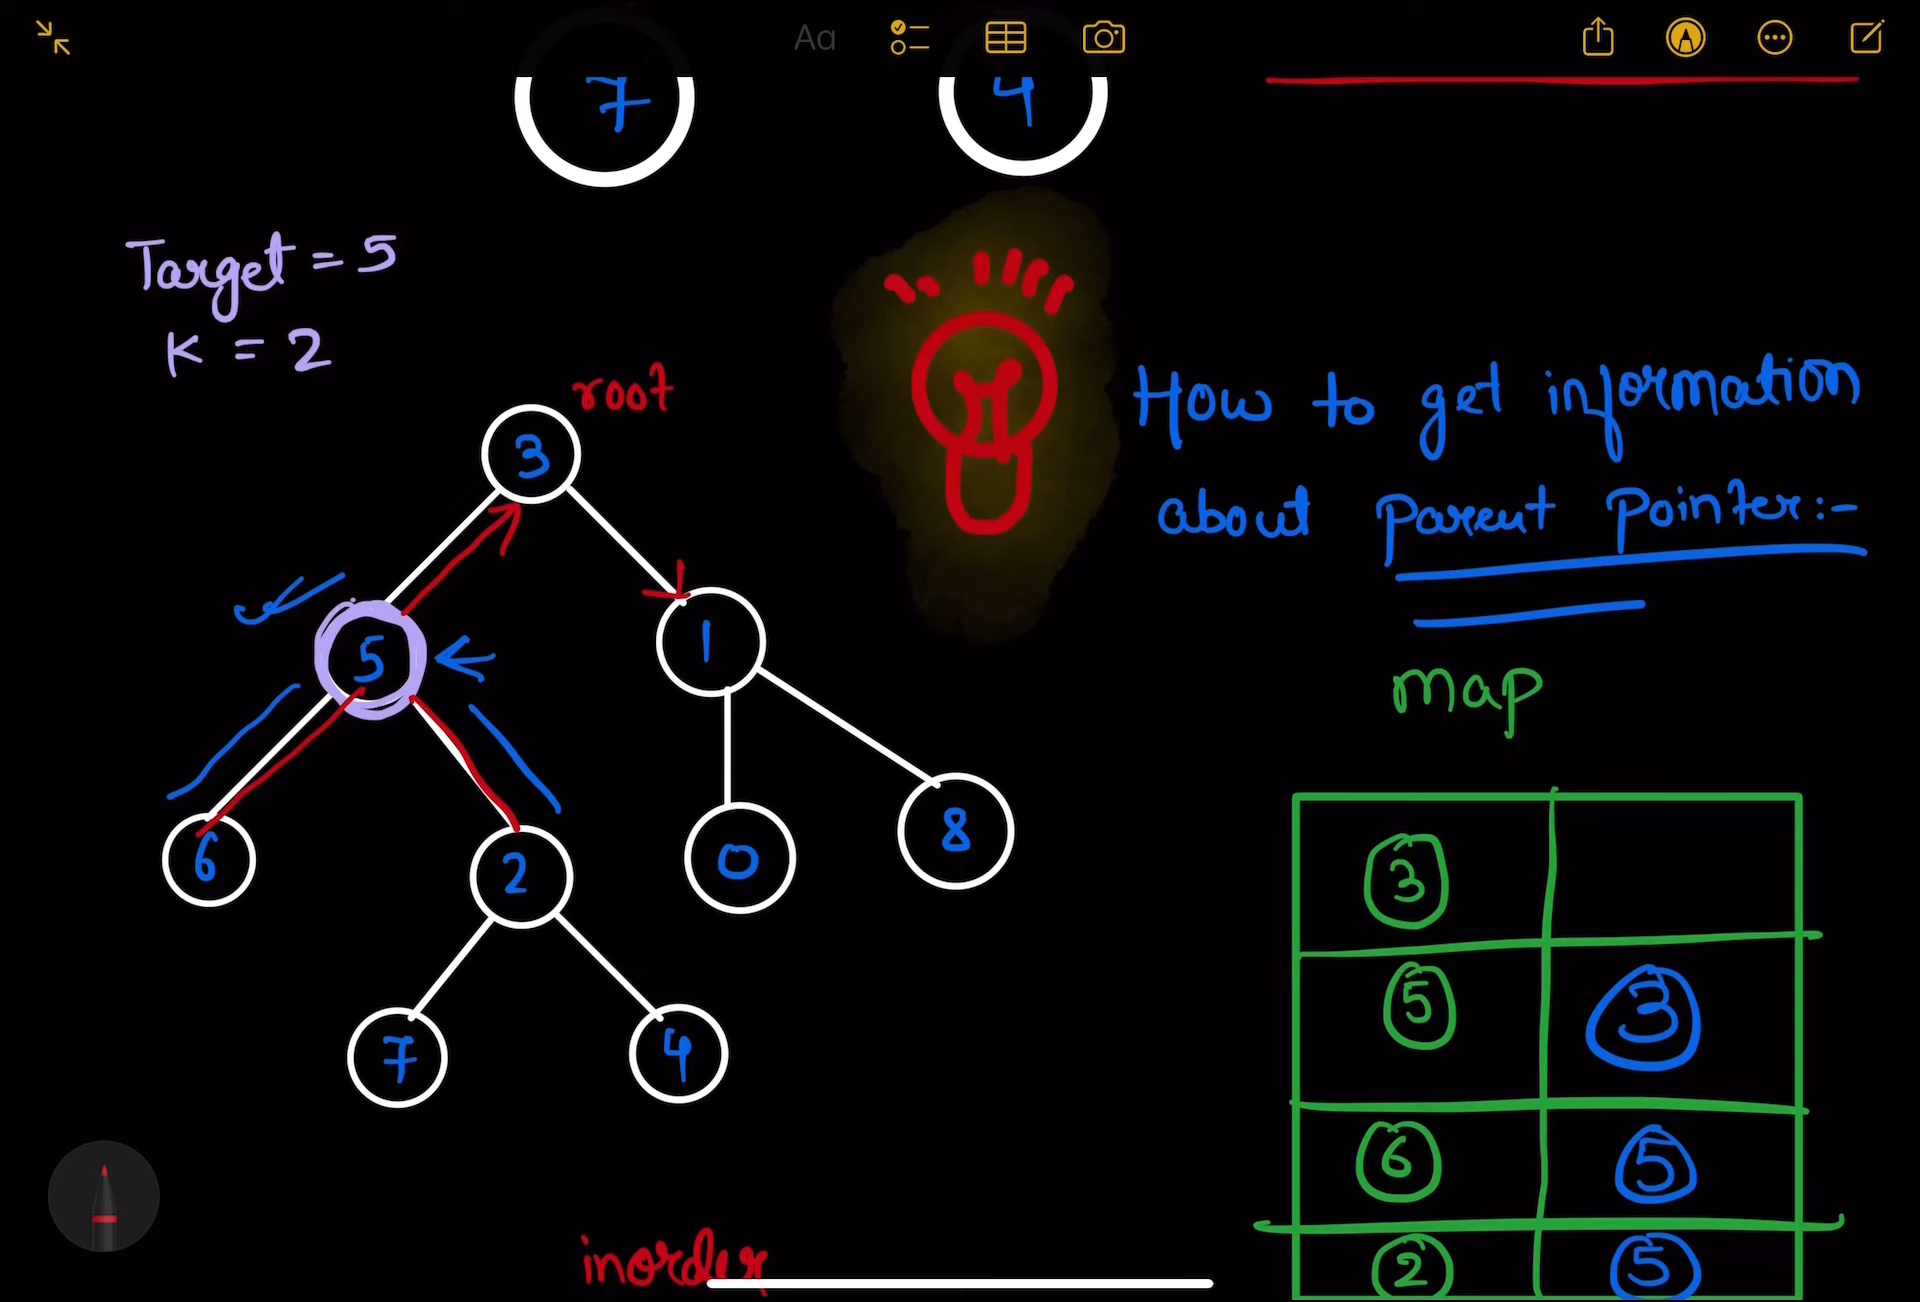 Aa
7 4
Target = 5
K = 2
root
3
5
1
6
2
0
8
7
4
inorder
How to get information
about parent pointer:-
map
3
5 3
6 5
2 5